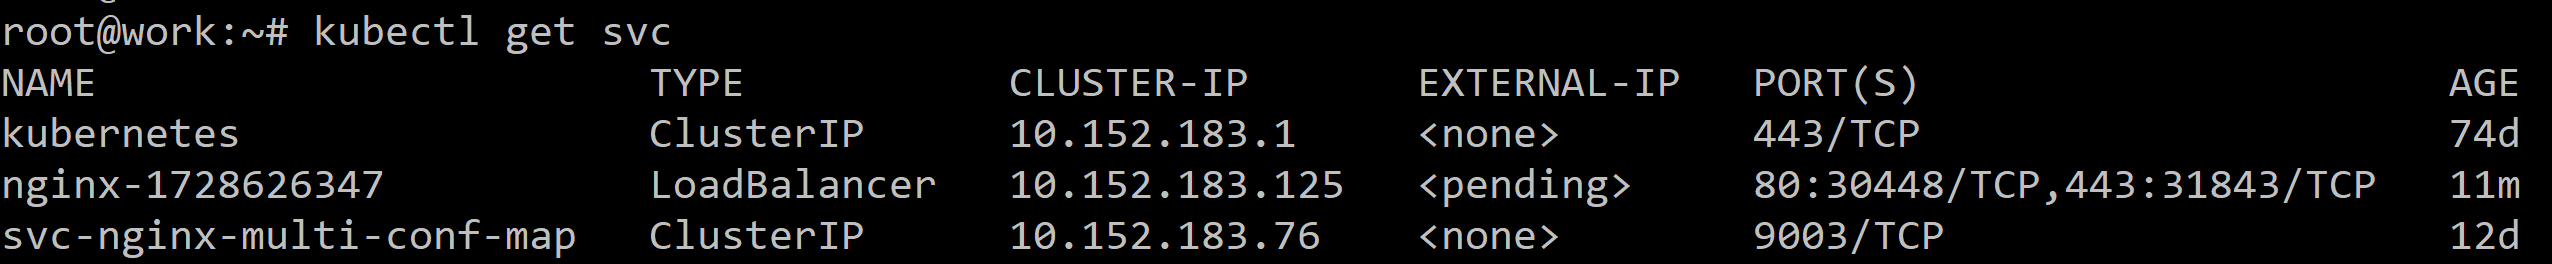 root@work:~# kubectl get svc
NAME                       TYPE           CLUSTER-IP       EXTERNAL-IP   PORT(S)                      AGE
kubernetes                 ClusterIP      10.152.183.1     <none>        443/TCP                      74d
nginx-1728626347           LoadBalancer   10.152.183.125   <pending>     80:30448/TCP,443:31843/TCP   11m
svc-nginx-multi-conf-map   ClusterIP      10.152.183.76    <none>        9003/TCP                     12d